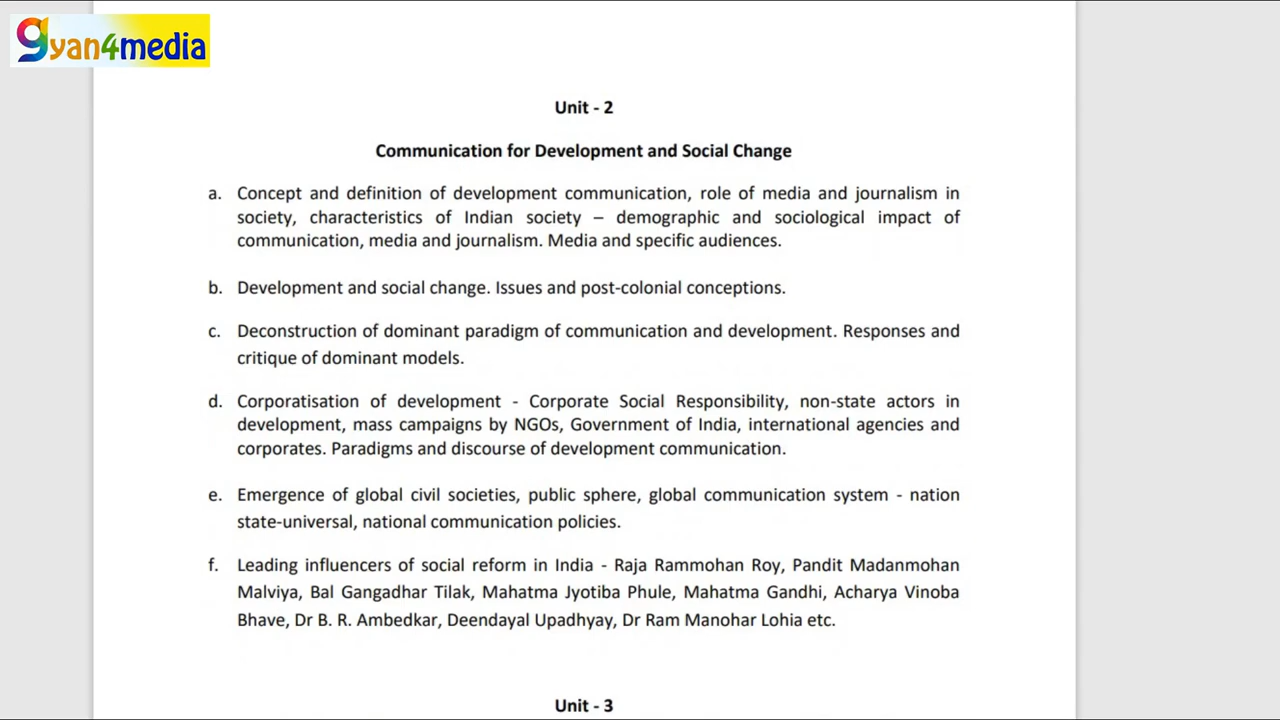 gyan4media
Unit - 2
Communication for Development and Social Change
a. Concept and definition of development communication, role of media and journalism in
society, characteristics of Indian society – demographic and sociological impact of
communication, media and journalism. Media and specific audiences.
b. Development and social change. Issues and post-colonial conceptions.
c. Deconstruction of dominant paradigm of communication and development. Responses and
critique of dominant models.
d. Corporatisation of development - Corporate Social Responsibility, non-state actors in
development, mass campaigns by NGOs, Government of India, international agencies and
corporates. Paradigms and discourse of development communication.
e. Emergence of global civil societies, public sphere, global communication system - nation
state-universal, national communication policies.
f. Leading influencers of social reform in India - Raja Rammohan Roy, Pandit Madanmohan
Malviya, Bal Gangadhar Tilak, Mahatma Jyotiba Phule, Mahatma Gandhi, Acharya Vinoba
Bhave, Dr B. R. Ambedkar, Deendayal Upadhyay, Dr Ram Manohar Lohia etc.
Unit - 3